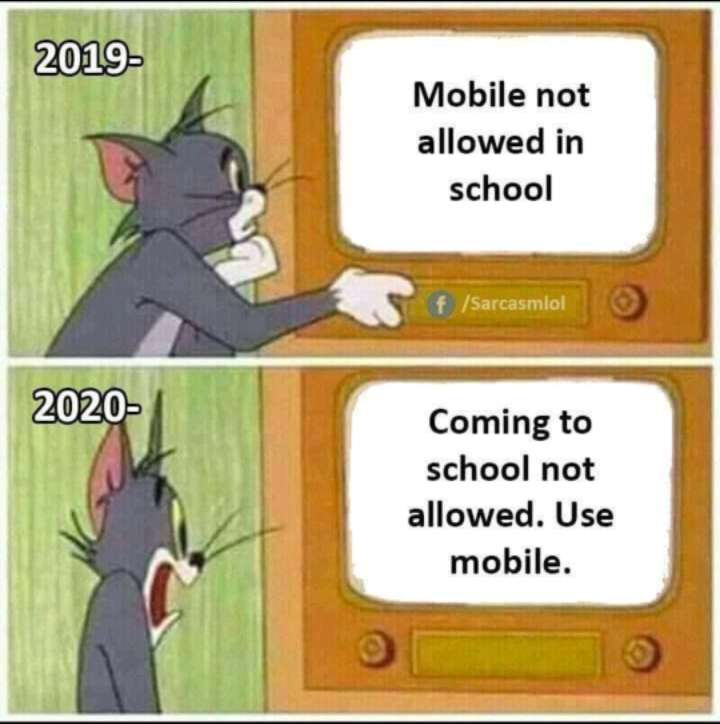 2019-
Mobile not
allowed in
school
f /Sarcasmlol
2020-
Coming to
school not
allowed. Use
mobile.